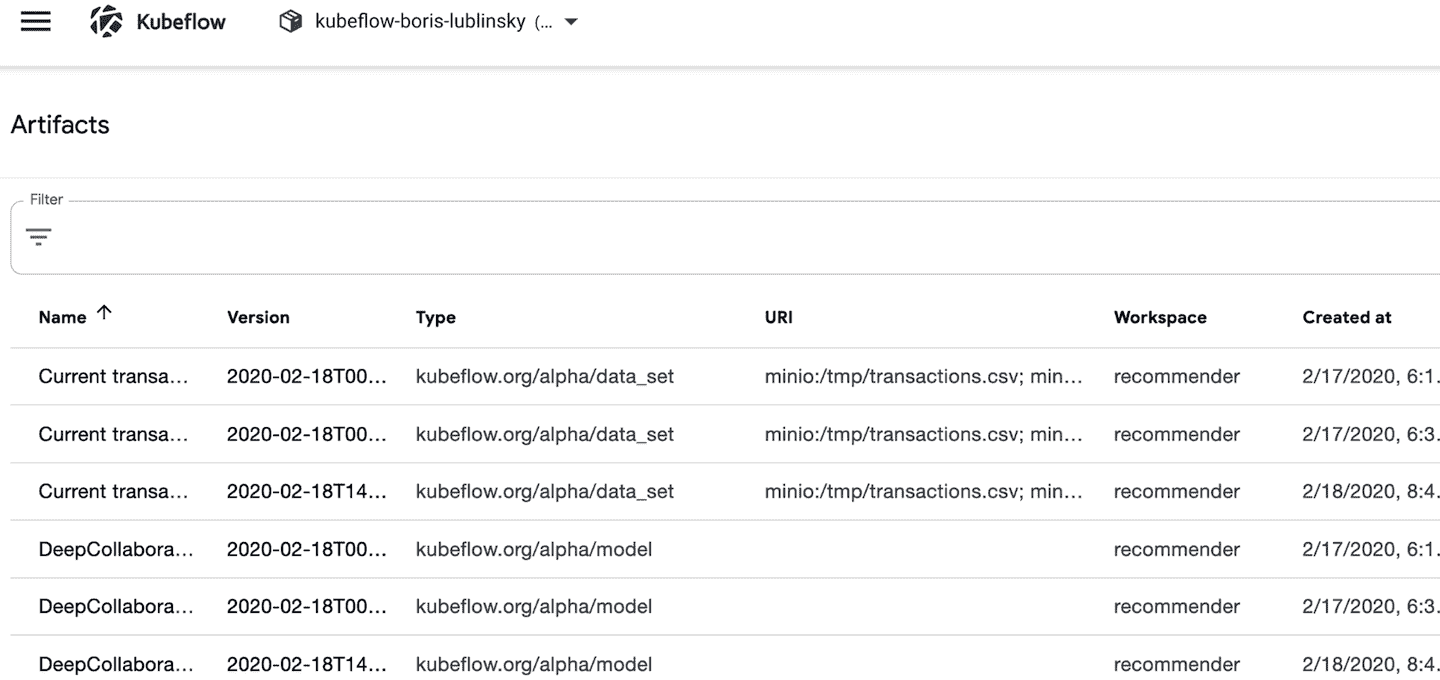 Kubeflow kubeflow-boris-lublinsky (...
Artifacts
Filter
Name Version Type URI Workspace Created at
Current transa... 2020-02-18T00... kubeflow.org/alpha/data_set minio:/tmp/transactions.csv; min... recommender 2/17/2020, 6:1.
Current transa... 2020-02-18T00... kubeflow.org/alpha/data_set minio:/tmp/transactions.csv; min... recommender 2/17/2020, 6:3.
Current transa... 2020-02-18T14... kubeflow.org/alpha/data_set minio:/tmp/transactions.csv; min... recommender 2/18/2020, 8:4.
DeepCollabora... 2020-02-18T00... kubeflow.org/alpha/model recommender 2/17/2020, 6:1.
DeepCollabora... 2020-02-18T00... kubeflow.org/alpha/model recommender 2/17/2020, 6:3.
DeepCollabora... 2020-02-18T14... kubeflow.org/alpha/model recommender 2/18/2020, 8:4.